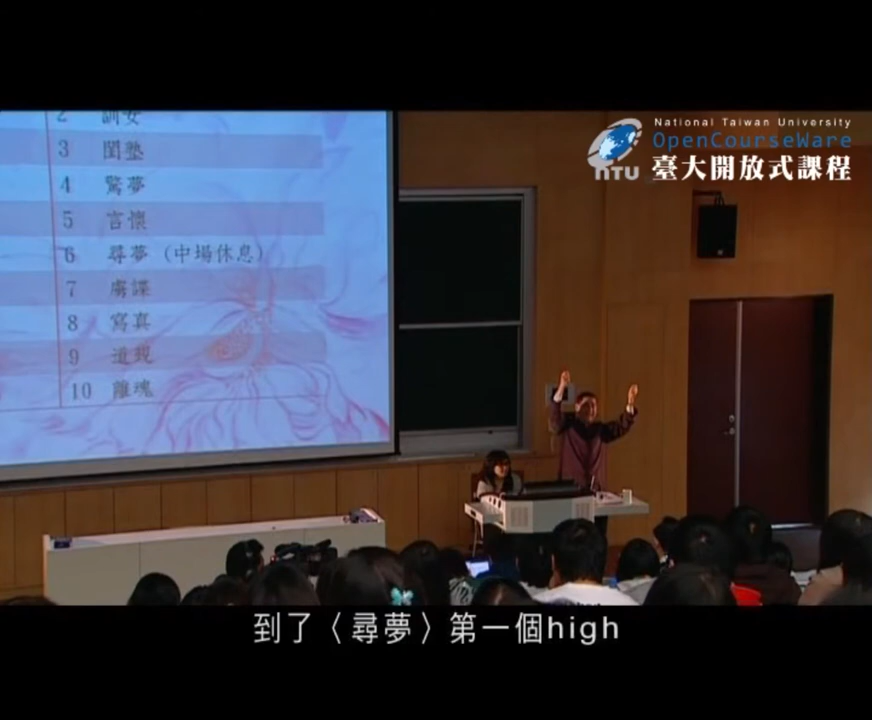 National Taiwan University
OpenCourseWare
NTU 臺大開放式課程
2 訓女
3 閨塾
4 驚夢
5 言懷
6 尋夢 (中場休息)
7 虜諜
8 寫真
9 道覡
10 離魂
到了〈尋夢〉第一個high